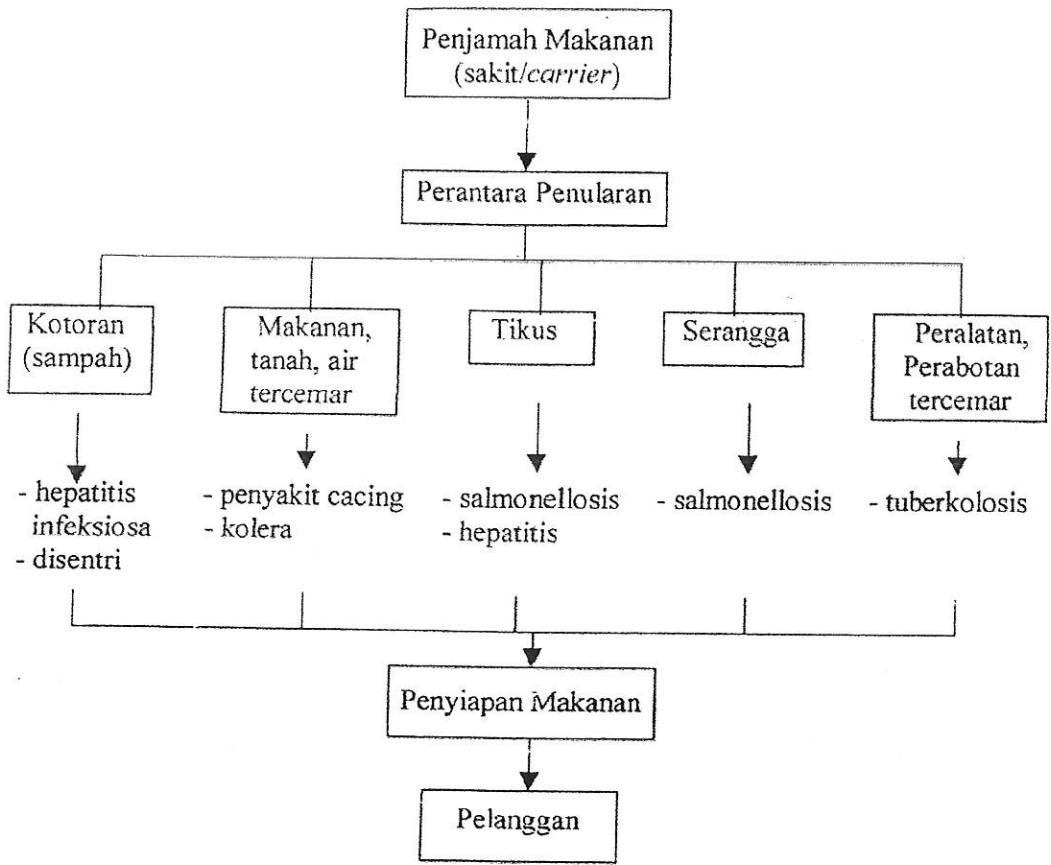 Penjamah Makanan
(sakit/carrier)
Perantara Penularan
Kotoran
(sampah)
Makanan,
tanah, air
tercemar
Tikus
Serangga
Peralatan,
Perabotan
tercemar
- hepatitis
infeksiosa
- disentri
- penyakit cacing
- kolera
- salmonellosis
- hepatitis
- salmonellosis
- tuberkolosis
Penyiapan Makanan
Pelanggan